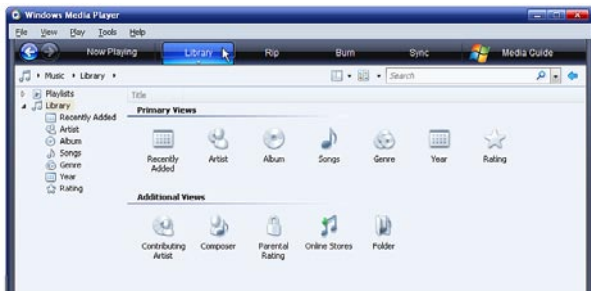 Windows Media Player
File View Play Tools Help
Now Playing Library Rip Burn Sync Media Guide
Music Library Search
Playlists
Library
Recently Added
Artist
Album
Songs
Genre
Year
Rating
Title
Primary Views
Recently Added Artist Album Songs Genre Year Rating
Additional Views
Contributing Artist Composer Parental Rating Online Stores Folder